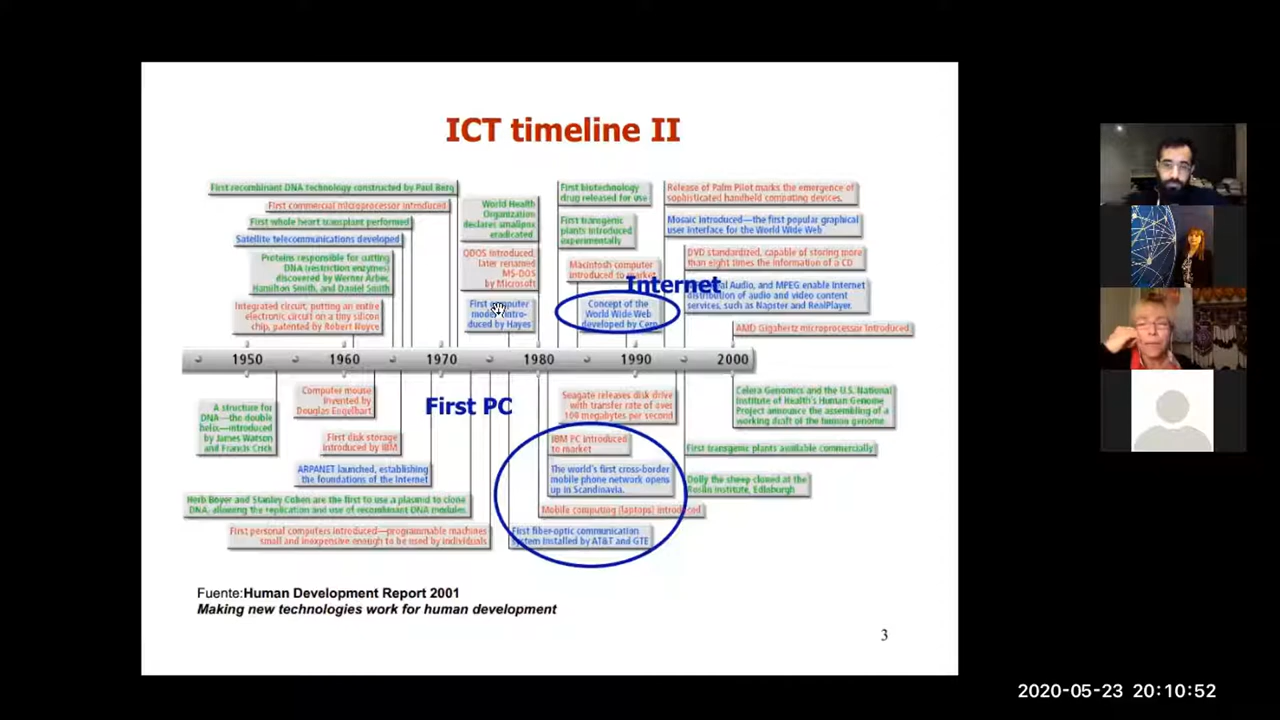 ICT timeline II
First recombinant DNA technology constructed by Paul Berg
First commercial microprocessor introduced
First whole heart transplant performed
Satellite telecommunications developed
Proteins responsible for cutting
DNA (restriction enzymes)
discovered by Werner Arber,
Hamilton Smith, and Daniel Smith
Integrated circuit, putting an entire
electronic circuit on a tiny silicon
chip, patented by Robert Noyce
World Health
Organization
declares smallpox
eradicated
QDOS introduced,
later renamed
MS-DOS
by Microsoft
First computer
modem intro-
duced by Hayes
First biotechnology
drug released for use
First transgenic
plants introduced
experimentally
Macintosh computer
introduced to market
Internet
Concept of the
World Wide Web
developed by Cern
Release of Palm Pilot marks the emergence of
sophisticated handheld computing devices.
Mosaic introduced—the first popular graphical
user interface for the World Wide Web
DVD standardized, capable of storing more
than eight times the information of a CD
Audio, and MPEG enable Internet
distribution of audio and video content
services, such as Napster and RealPlayer.
AMD Gigahertz microprocessor introduced
1950 1960 1970 1980 1990 2000
A structure for
DNA—the double
helix—introduced
by James Watson
and Francis Crick
Computer mouse
invented by
Douglas Engelbart
First disk storage
introduced by IBM
ARPANET launched, establishing
the foundations of the Internet
Herb Boyer and Stanley Cohen are the first to use a plasmid to clone
DNA, allowing the replication and use of recombinant DNA modules.
First personal computers introduced—programmable machines
small and inexpensive enough to be used by individuals
First PC
Seagate releases disk drive
with transfer rate of over
100 megabytes per second
IBM PC introduced
to market
The world's first cross-border
mobile phone network opens
up in Scandinavia.
Mobile computing (laptops) introduced
First fiber-optic communication
system installed by AT&T and GTE
Celera Genomics and the U.S. National
Institute of Health's Human Genome
Project announce the assembling of a
working draft of the human genome
First transgenic plants available commercially
Dolly the sheep cloned at the
Roslin Institute, Edinburgh
Fuente:Human Development Report 2001
Making new technologies work for human development
3
2020-05-23 20:10:52